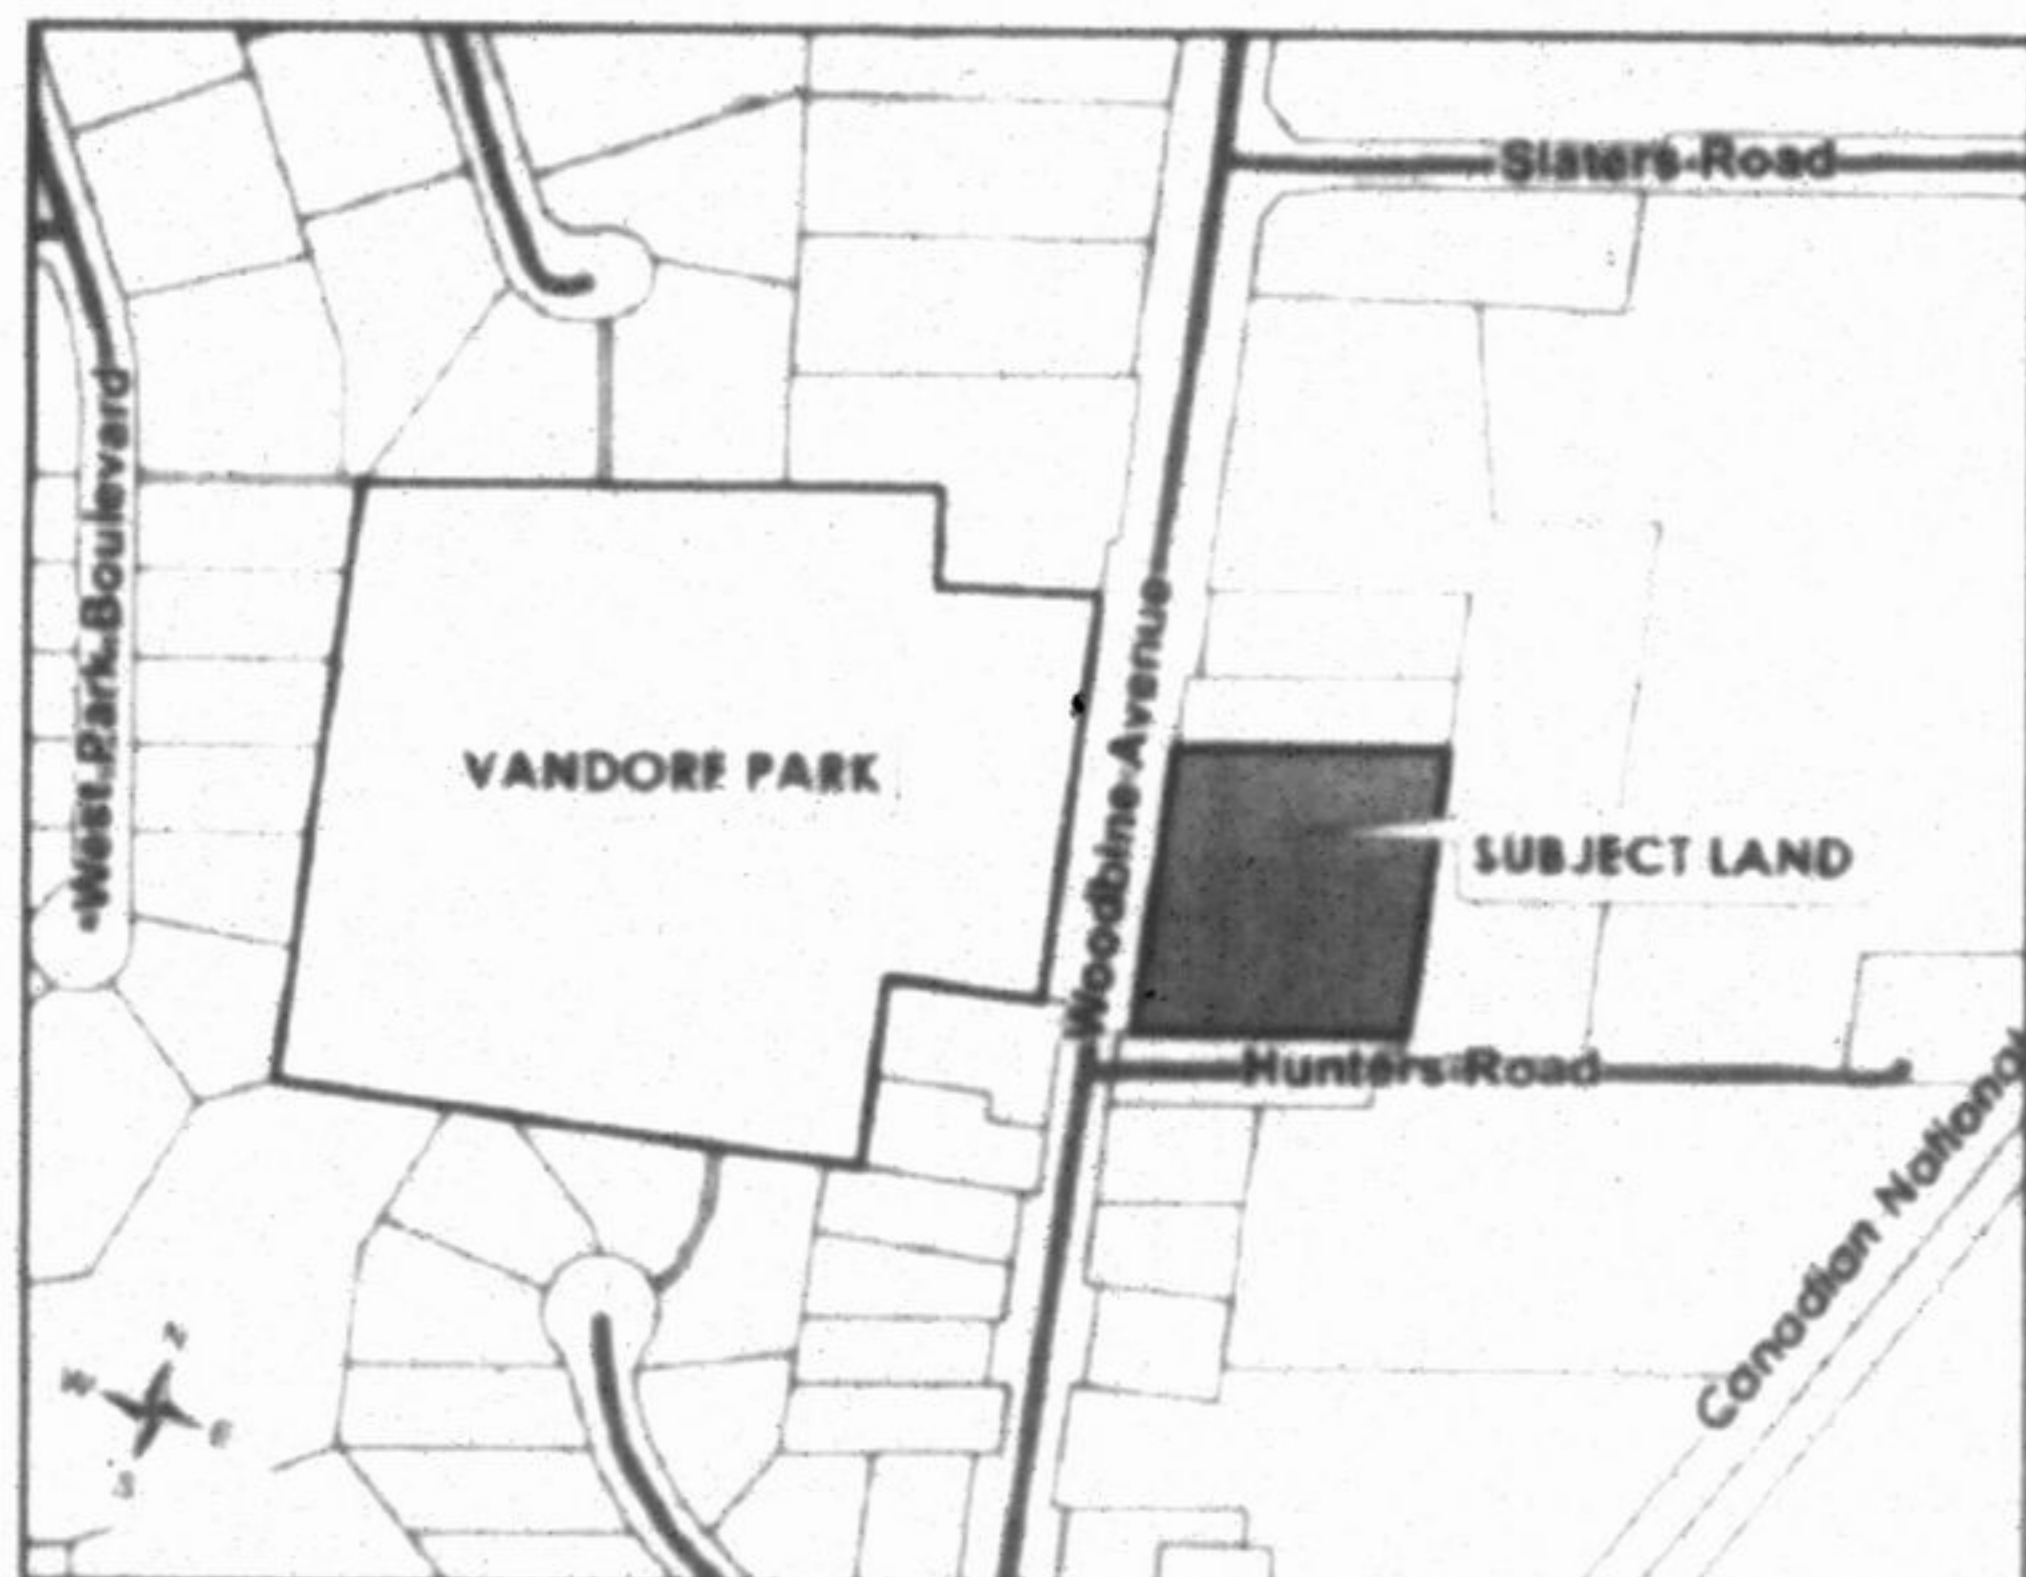 Slaters Road
West Park Boulevard
Woodbine Avenue
VANDORF PARK
SUBJECT LAND
Hunters Road
Canadian National
N
W
E
S